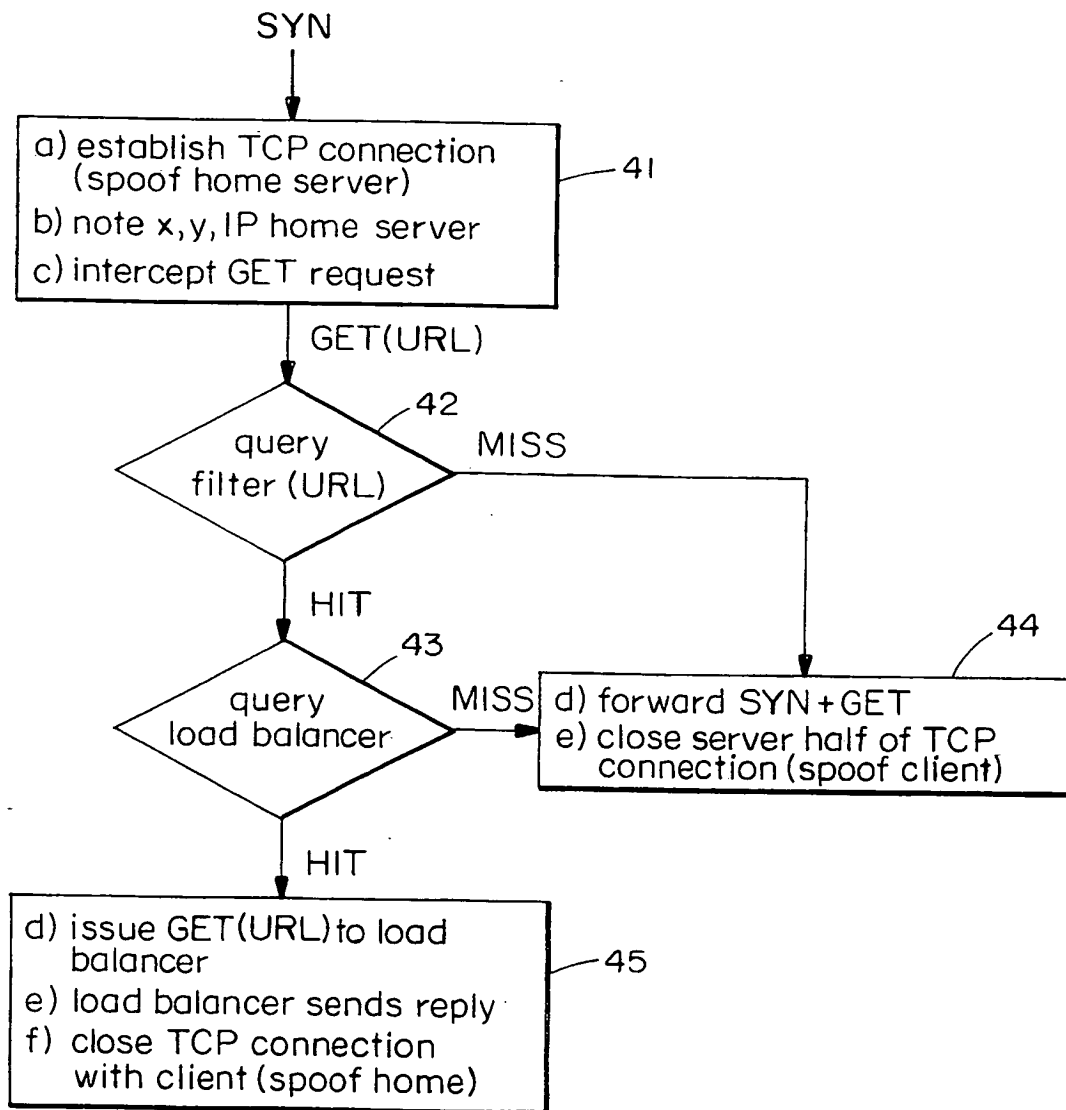 SYN
a) establish TCP connection
(spoof home server)
b) note x, y, IP home server
c) intercept GET request
41
GET(URL)
42
query
filter (URL)
MISS
HIT
43
query
load balancer
MISS
44
d) forward SYN+GET
e) close server half of TCP
connection (spoof client)
HIT
d) issue GET(URL) to load
balancer
e) load balancer sends reply
f) close TCP connection
with client (spoof home)
45